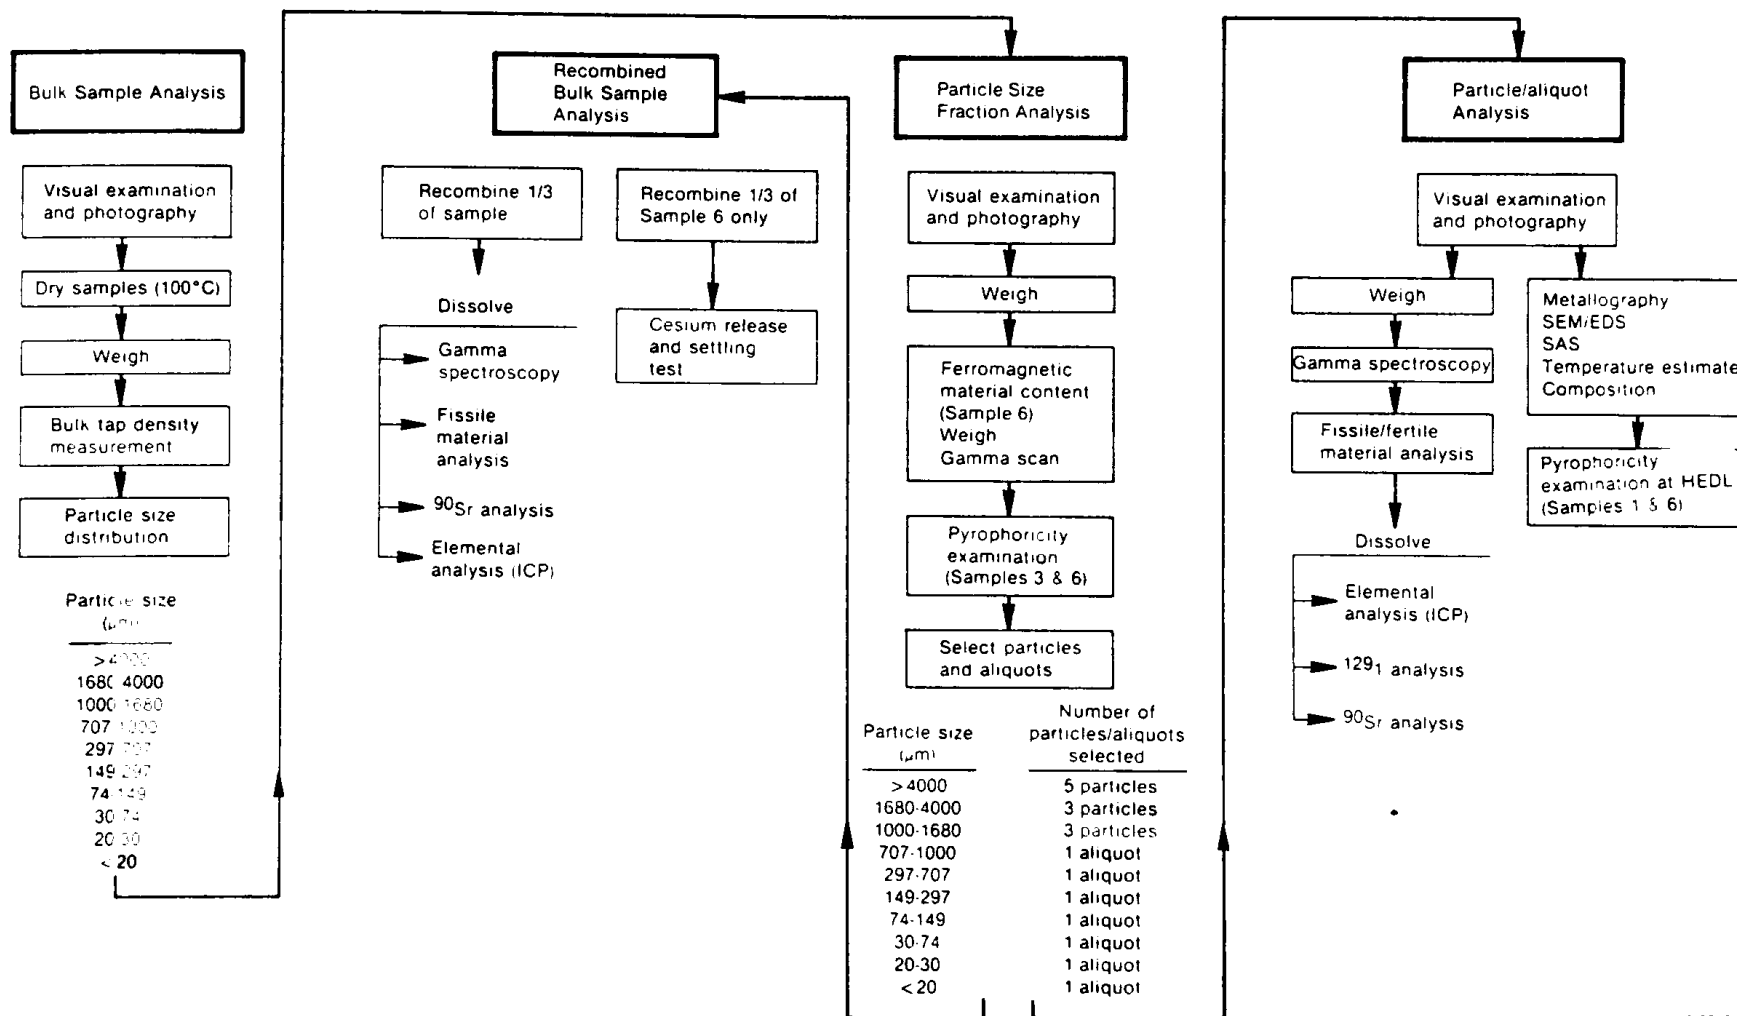 Bulk Sample Analysis
Visual examination
and photography
Dry samples (100°C)
Weigh
Bulk tap density
measurement
Particle size
distribution
Particle size
(μm)
>4000
1680-4000
1000-1680
707-1000
297-707
149-297
74-149
30-74
20-30
<20
Recombined
Bulk Sample
Analysis
Recombine 1/3
of sample
Dissolve
Gamma
spectroscopy
Fissile
material
analysis
90Sr analysis
Elemental
analysis (ICP)
Recombine 1/3 of
Sample 6 only
Cesium release
and settling
test
Particle Size
Fraction Analysis
Visual examination
and photography
Weigh
Ferromagnetic
material content
(Sample 6)
Weigh
Gamma scan
Pyrophoricity
examination
(Samples 3 & 6)
Select particles
and aliquots
Particle size
(μm)
Number of
particles/aliquots
selected
>4000 5 particles
1680-4000 3 particles
1000-1680 3 particles
707-1000 1 aliquot
297-707 1 aliquot
149-297 1 aliquot
74-149 1 aliquot
30-74 1 aliquot
20-30 1 aliquot
<20 1 aliquot
Particle/aliquot
Analysis
Visual examination
and photography
Weigh
Gamma spectroscopy
Fissile/fertile
material analysis
Dissolve
Elemental
analysis (ICP)
129I analysis
90Sr analysis
Metallography
SEM/EDS
SAS
Temperature estimate
Composition
Pyrophoricity
examination at HEDL
(Samples 1 & 6)